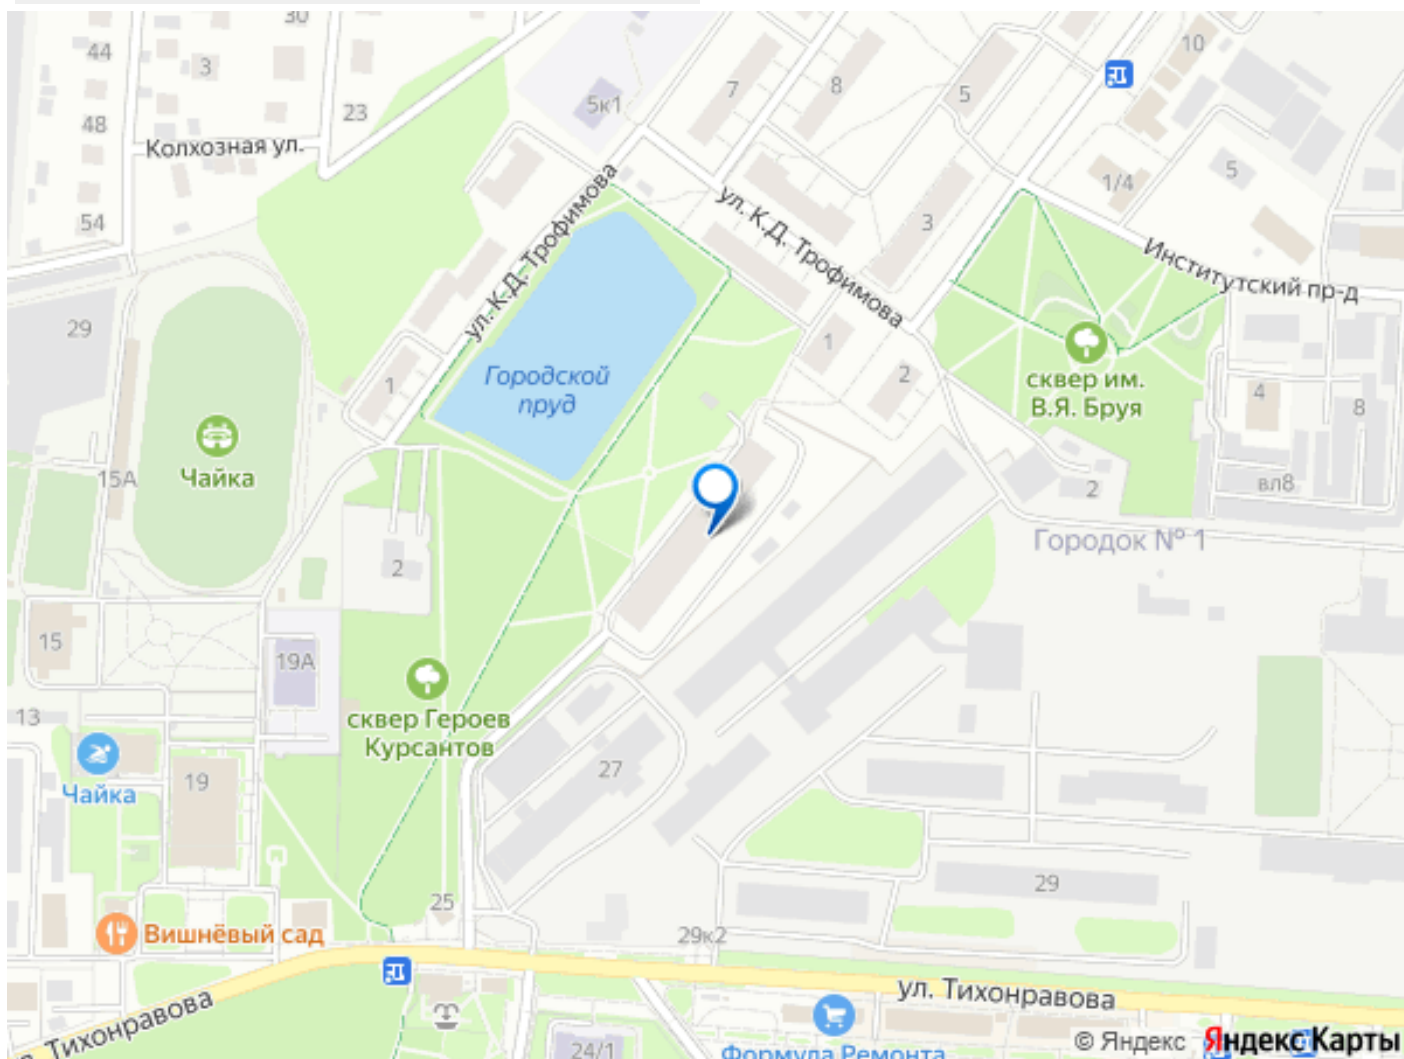 30
44
10
3
7
8
5
5к1
23
48
Колхозная ул.
ул. К.Д. Трофимова
1/4
5
54
3
ул. К.Д. Трофимова
Институтский пр-д
29
1
Городской
пруд
1
2
сквер им.
В.Я. Бруя
4
8
15А
Чайка
вл8
2
2
Городок № 1
15
19А
13
сквер Героев
Курсантов
27
19
Чайка
29
25
29к2
Вишнёвый сад
ул. Тихонравова
л. Тихонравова
24/1
Формула Ремонта
© Яндекс Яндекс Карты